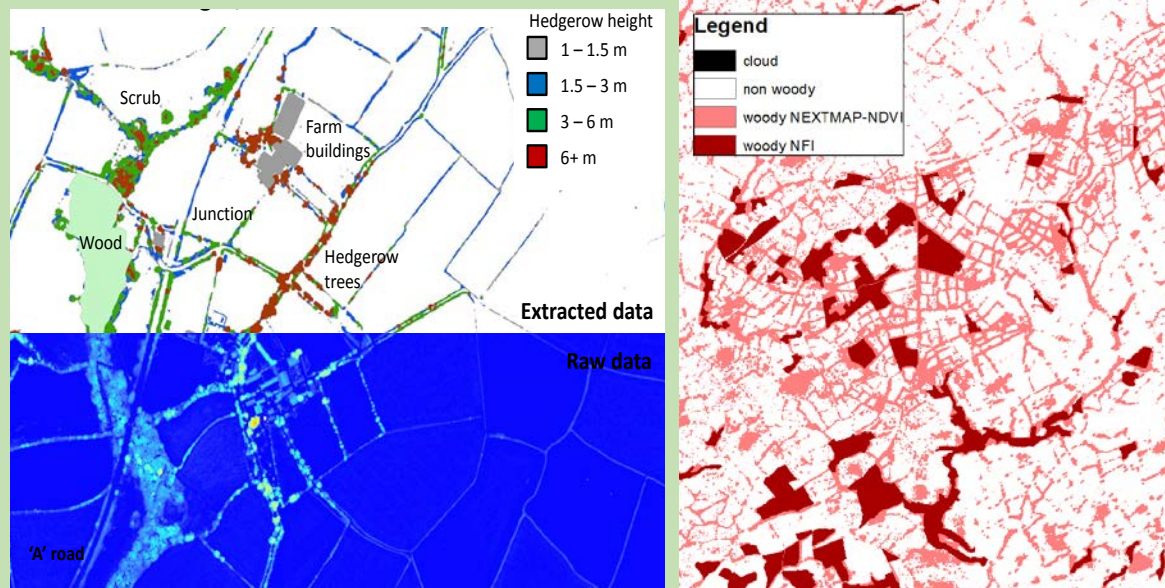 Hedgerow height
1 – 1.5 m
1.5 – 3 m
3 – 6 m
6+ m
Scrub
Farm
buildings
Junction
Wood
Hedgerow
trees
Extracted data
Raw data
'A' road
Legend
cloud
non woody
woody NEXTMAP-NDVI
woody NFI